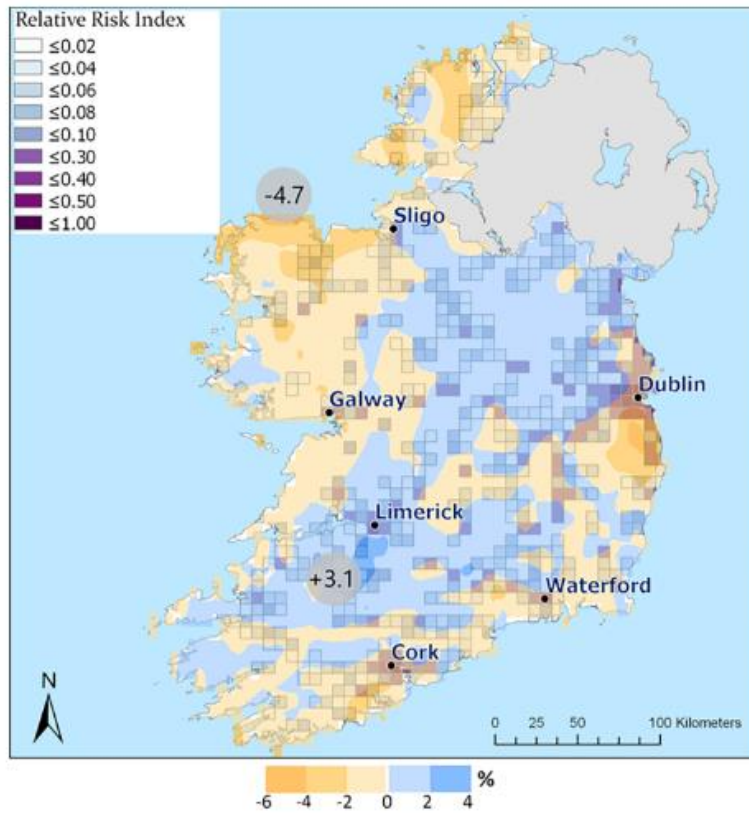 Relative Risk Index
≤0.02
≤0.04
≤0.06
≤0.08
≤0.10
≤0.30
≤0.40
≤0.50
≤1.00
-4.7
Sligo
Dublin
Galway
Limerick
+3.1
Waterford
Cork
N
0 25 50 100 Kilometers
-6 -4 -2 0 2 4 %